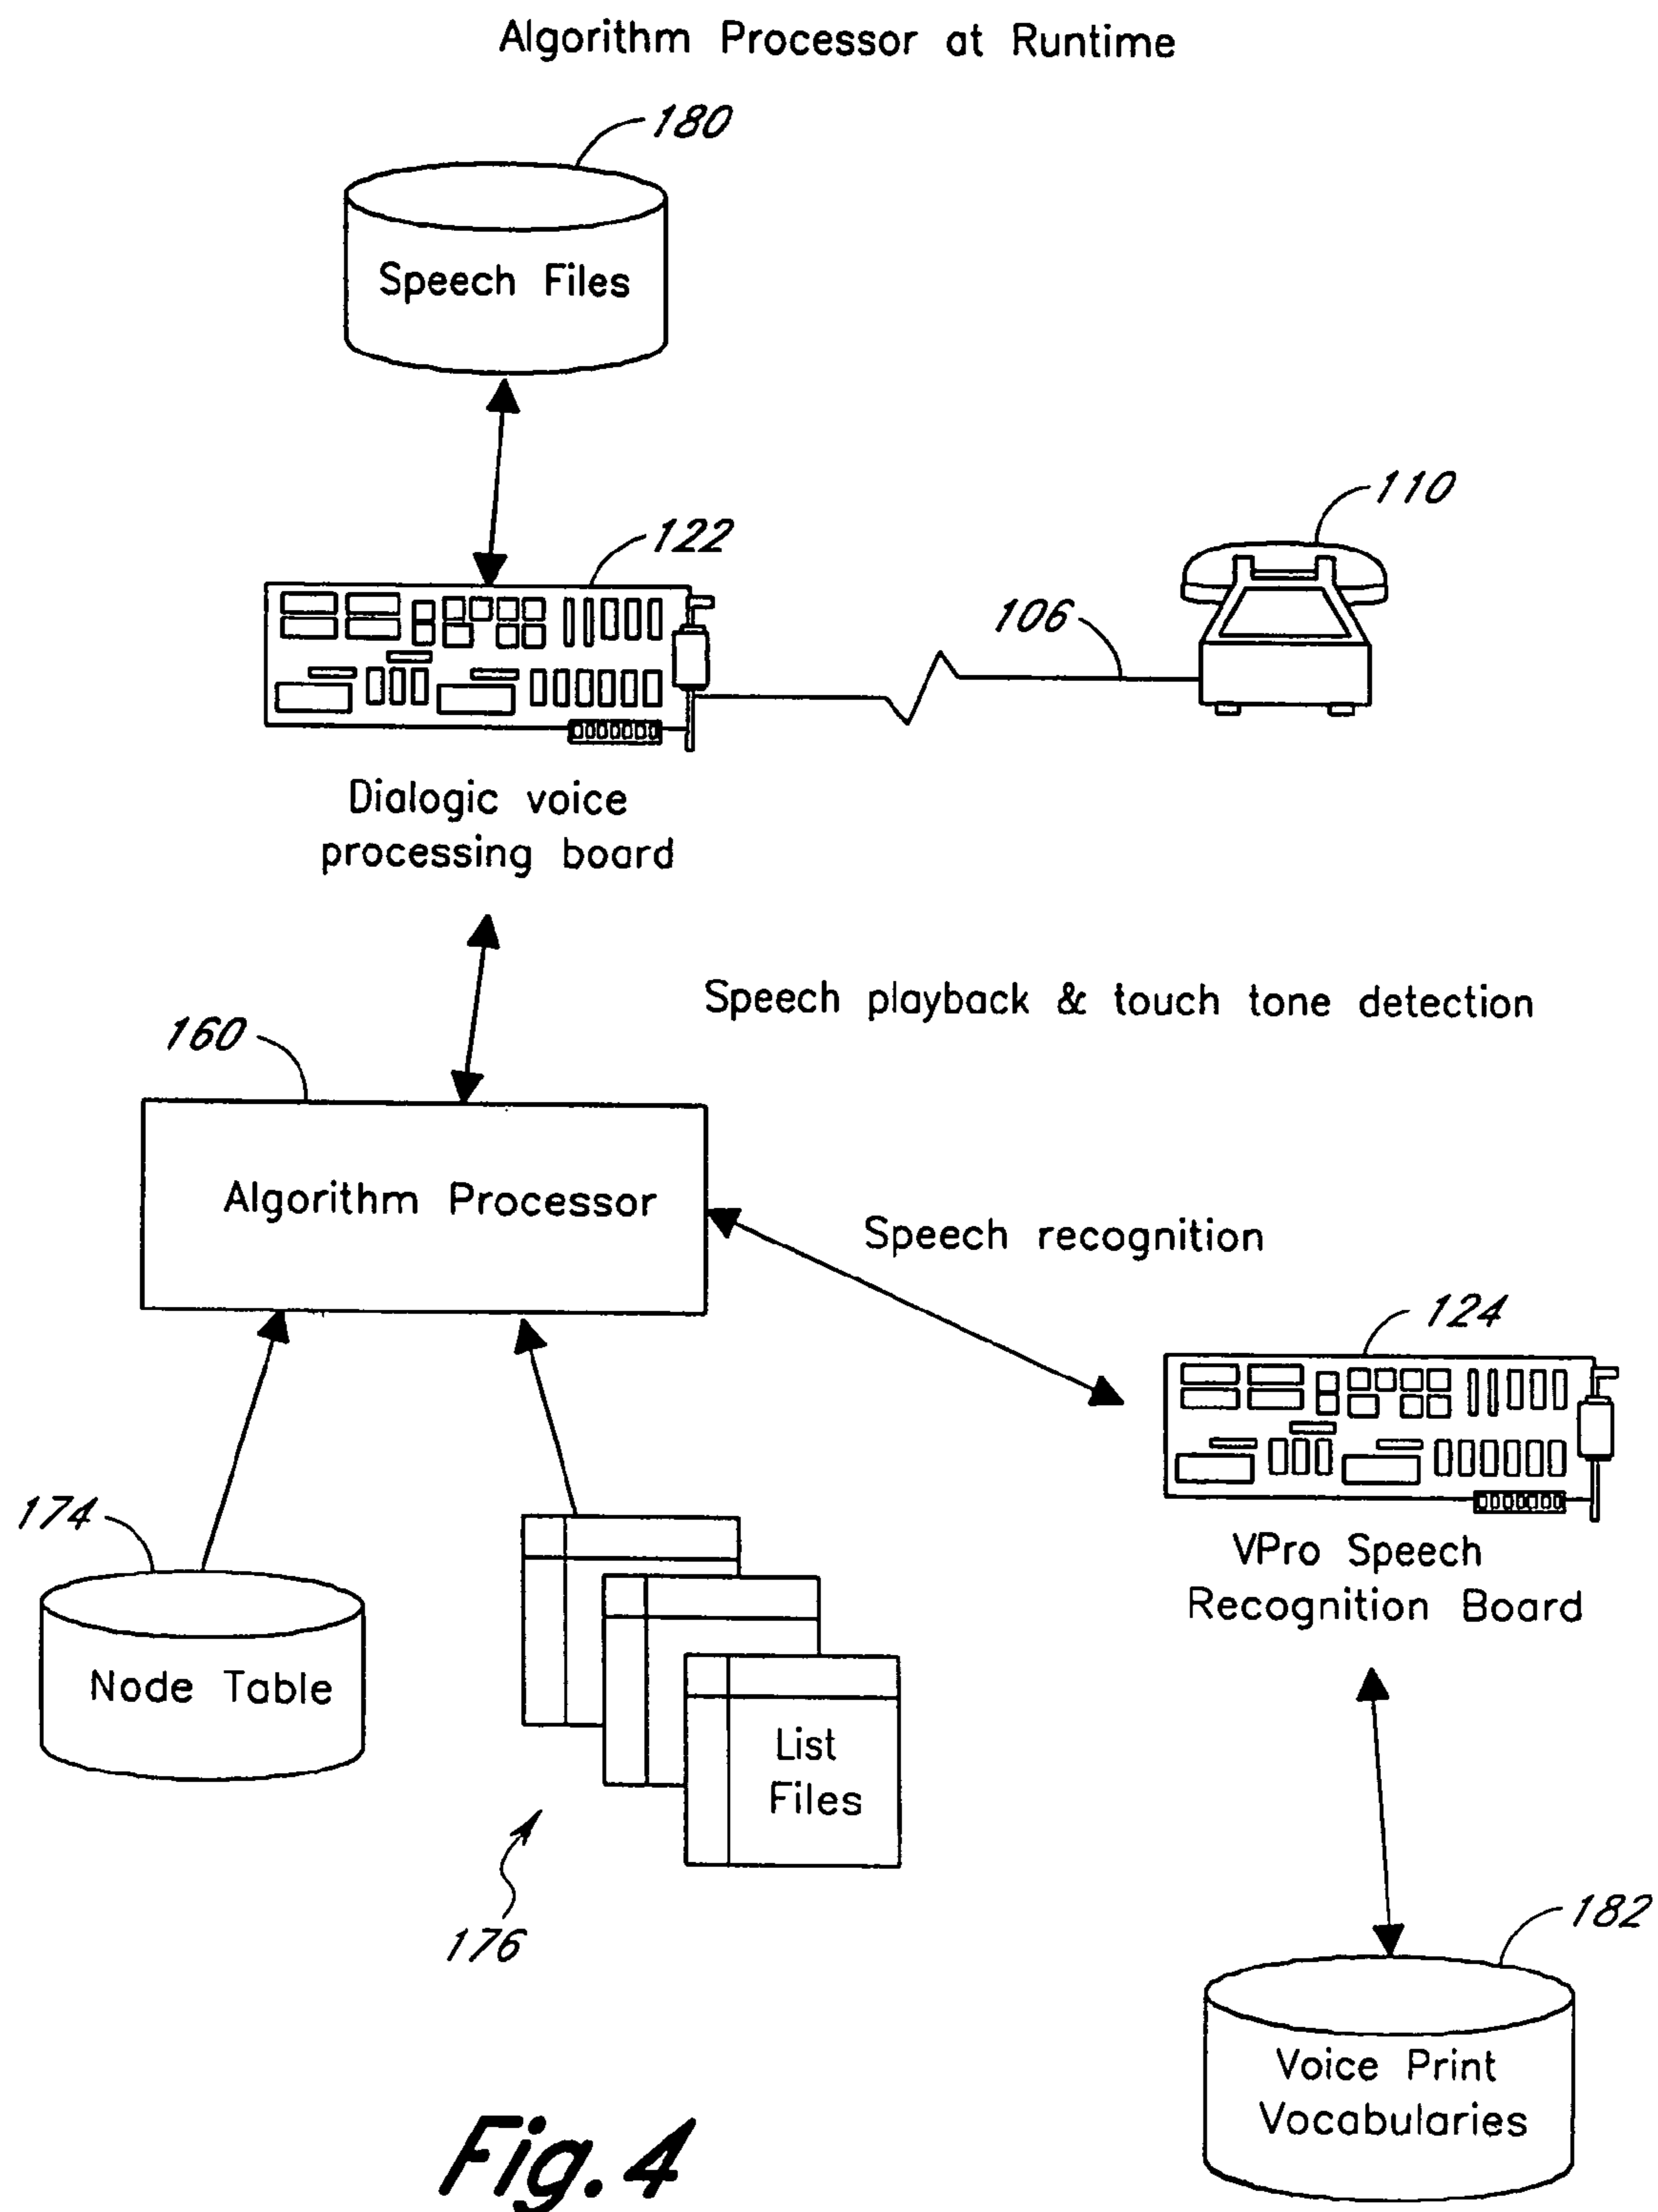 Algorithm Processor at Runtime
180
Speech Files
110
122
106
Dialogic voice
processing board
Speech playback & touch tone detection
160
Algorithm Processor
Speech recognition
124
VPro Speech
Recognition Board
174
Node Table
List
Files
176
182
Voice Print
Vocabularies
Fig. 4